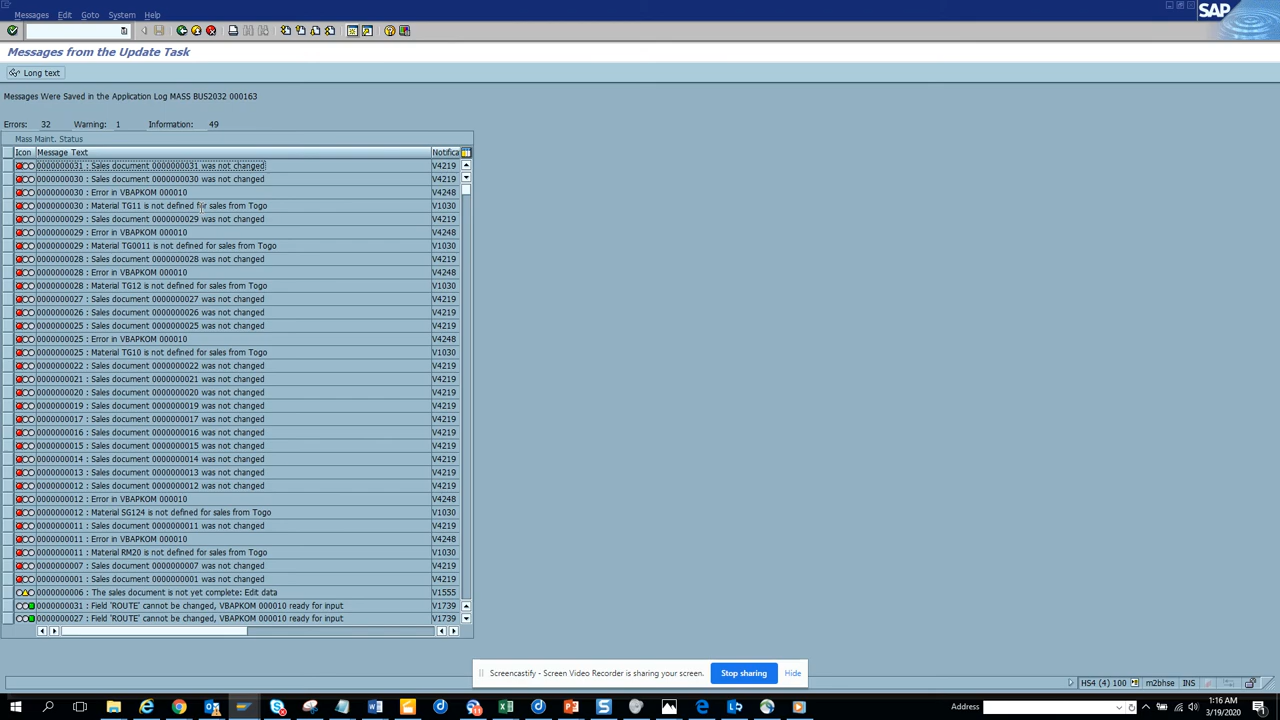 Messages Edit Goto System Help
SAP
Messages from the Update Task
Long text
Messages Were Saved in the Application Log MASS BUS2032 000163
Errors: 32 Warning: 1 Information: 49
Mass Maint. Status
Icon Message Text Notifica
0000000031 : Sales document 0000000031 was not changed V4219
0000000030 : Sales document 0000000030 was not changed V4219
0000000030 : Error in VBAPKOM 000010 V4248
0000000030 : Material TG11 is not defined for sales from Togo V1030
0000000029 : Sales document 0000000029 was not changed V4219
0000000029 : Error in VBAPKOM 000010 V4248
0000000029 : Material TG0011 is not defined for sales from Togo V1030
0000000028 : Sales document 0000000028 was not changed V4219
0000000028 : Error in VBAPKOM 000010 V4248
0000000028 : Material TG12 is not defined for sales from Togo V1030
0000000027 : Sales document 0000000027 was not changed V4219
0000000026 : Sales document 0000000026 was not changed V4219
0000000025 : Sales document 0000000025 was not changed V4219
0000000025 : Error in VBAPKOM 000010 V4248
0000000025 : Material TG10 is not defined for sales from Togo V1030
0000000022 : Sales document 0000000022 was not changed V4219
0000000021 : Sales document 0000000021 was not changed V4219
0000000020 : Sales document 0000000020 was not changed V4219
0000000019 : Sales document 0000000019 was not changed V4219
0000000017 : Sales document 0000000017 was not changed V4219
0000000016 : Sales document 0000000016 was not changed V4219
0000000015 : Sales document 0000000015 was not changed V4219
0000000014 : Sales document 0000000014 was not changed V4219
0000000013 : Sales document 0000000013 was not changed V4219
0000000012 : Sales document 0000000012 was not changed V4219
0000000012 : Error in VBAPKOM 000010 V4248
0000000012 : Material SG124 is not defined for sales from Togo V1030
0000000011 : Sales document 0000000011 was not changed V4219
0000000011 : Error in VBAPKOM 000010 V4248
0000000011 : Material RM20 is not defined for sales from Togo V1030
0000000007 : Sales document 0000000007 was not changed V4219
0000000001 : Sales document 0000000001 was not changed V4219
0000000006 : The sales document is not yet complete: Edit data V1555
0000000031 : Field 'ROUTE' cannot be changed, VBAPKOM 000010 ready for input V1739
0000000027 : Field 'ROUTE' cannot be changed, VBAPKOM 000010 ready for input V1739
Screencastify - Screen Video Recorder is sharing your screen. Stop sharing Hide
HS4 (4) 100 m2bhse INS
Address 1:16 AM
3/19/2020